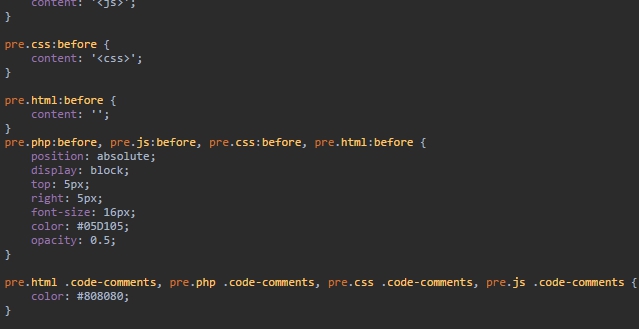 content: '<js>';
}
pre.css:before {
content: '<css>';
}
pre.html:before {
content: '';
}
pre.php:before, pre.js:before, pre.css:before, pre.html:before {
position: absolute;
display: block;
top: 5px;
right: 5px;
font-size: 16px;
color: #05D105;
opacity: 0.5;
}
pre.html .code-comments, pre.php .code-comments, pre.css .code-comments, pre.js .code-comments {
color: #808080;
}